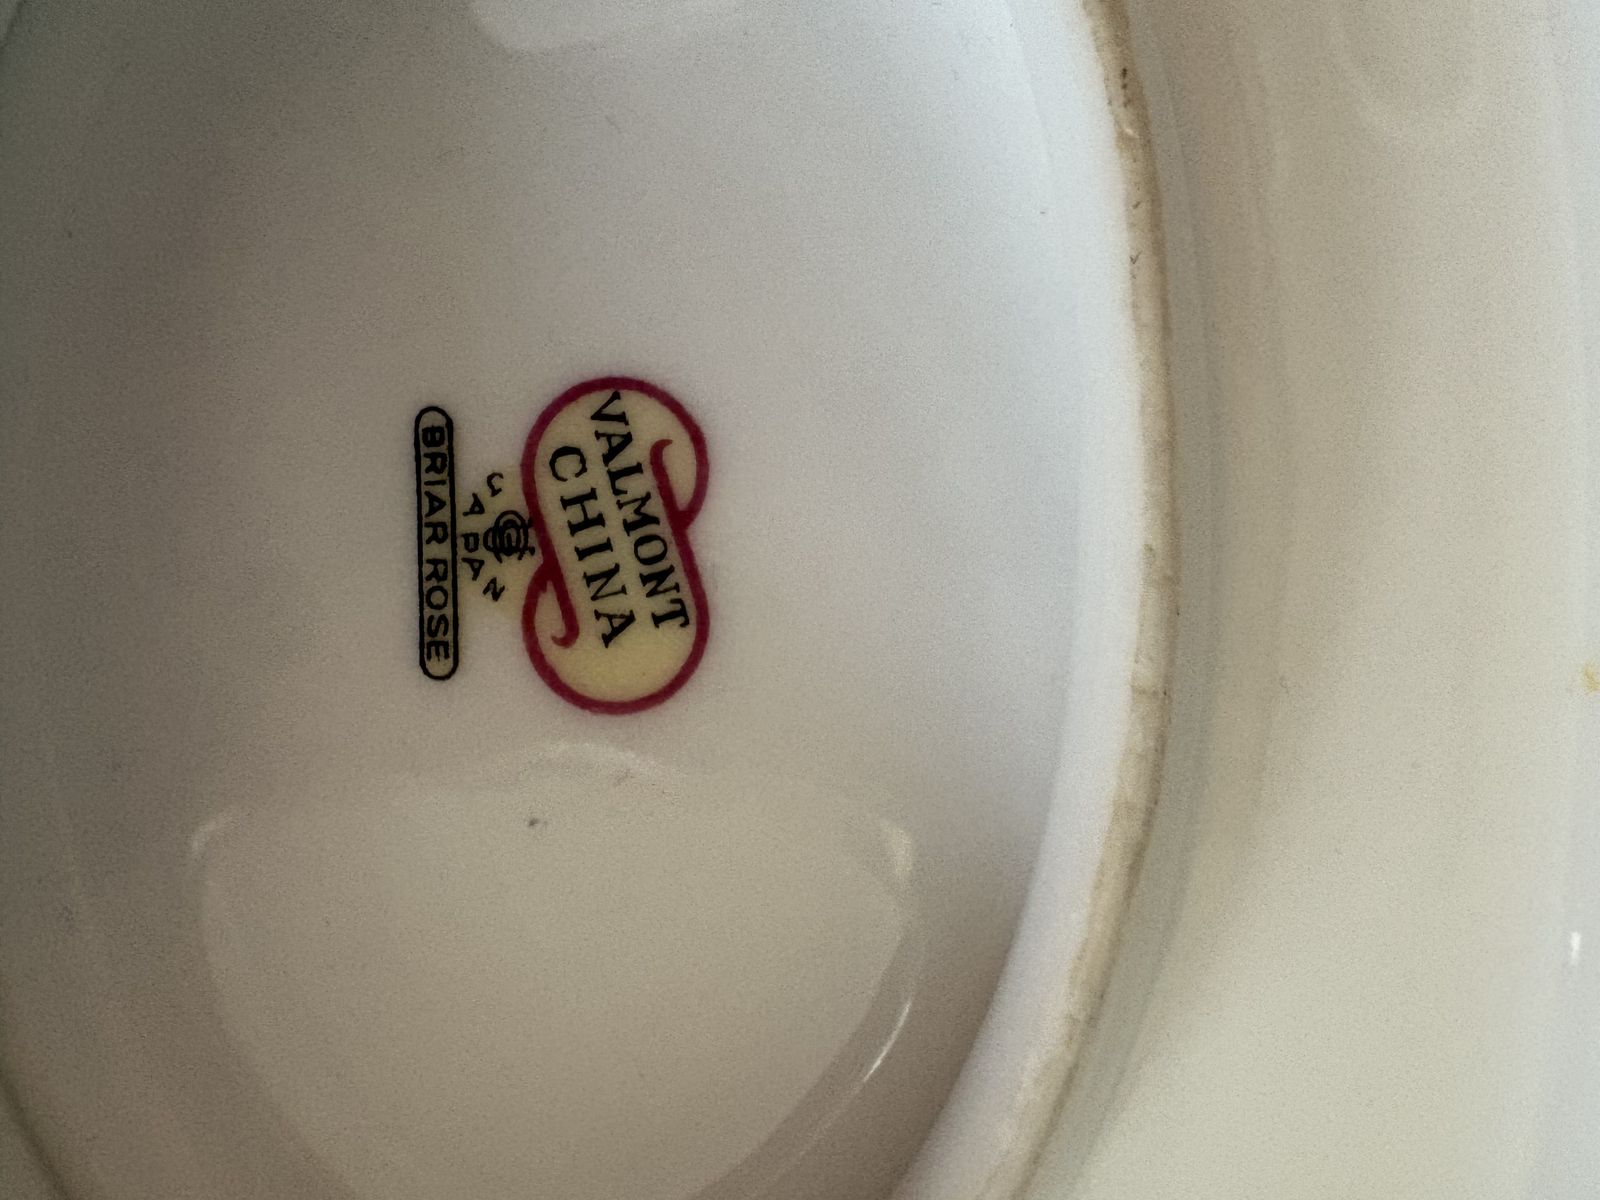 VALMONT
CHINA
JAPAN
BRIAR ROSE